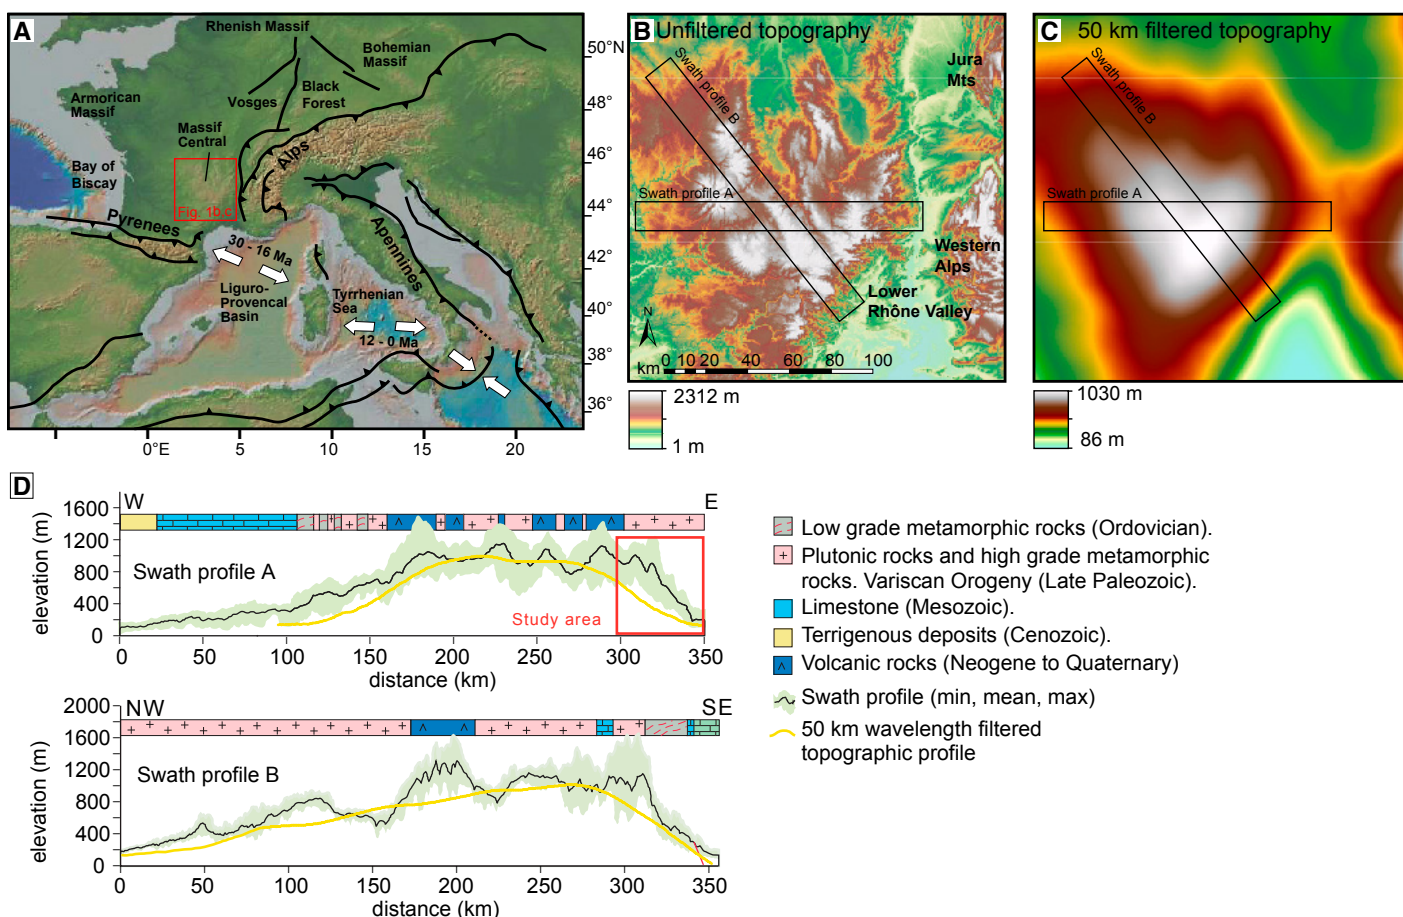 A
Rhenish Massif
Bohemian
Massif
50°N
Armorican
Massif
Vosges
Black
Forest
48°
Massif
Central
Alps
46°
Bay of
Biscay
Fig. 1b,c
44°
Pyrenees
30 - 16 Ma
Apennines
42°
Liguro-
Provencal
Basin
Tyrrhenian
Sea
40°
12 - 0 Ma
38°
36°
0°E
5
10
15
20
B
Unfiltered topography
Swath profile B
Jura
Mts
Swath profile A
Western
Alps
Lower
Rhône Valley
N
0 10 20 40 60 80 100
km
2312 m
1 m
C
50 km filtered topography
Swath profile B
Swath profile A
1030 m
86 m
D
W
E
1600
1200
800
400
0
elevation (m)
Swath profile A
Study area
0 50 100 150 200 250 300 350
distance (km)
NW
SE
2000
1600
1200
800
400
0
elevation (m)
Swath profile B
0 50 100 150 200 250 300 350
distance (km)
Low grade metamorphic rocks (Ordovician).
Plutonic rocks and high grade metamorphic
rocks. Variscan Orogeny (Late Paleozoic).
Limestone (Mesozoic).
Terrigenous deposits (Cenozoic).
Volcanic rocks (Neogene to Quaternary)
Swath profile (min, mean, max)
50 km wavelength filtered
topographic profile